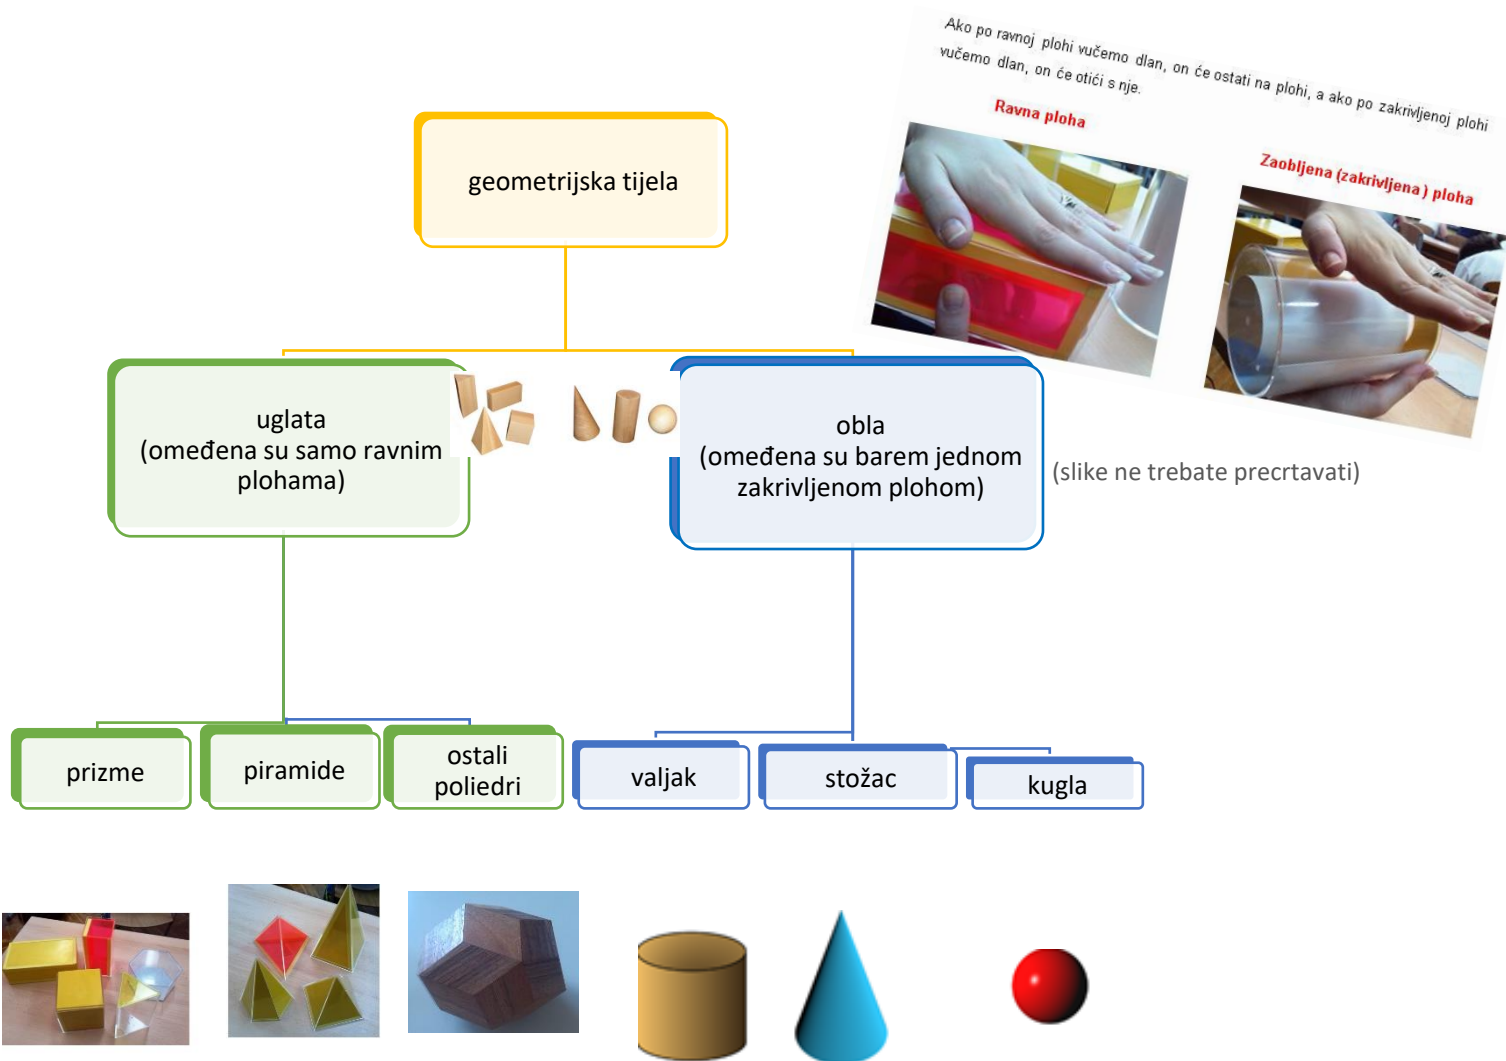 Ako po ravnoj plohi vučemo dlan, on će ostati na plohi, a ako po zakrivljenoj plohi
vučemo dlan, on će otići s nje.
Ravna ploha
Zaobljena (zakrivljena ) ploha
geometrijska tijela
uglata
(omeđena su samo ravnim
plohama)
obla
(omeđena su barem jednom
zakrivljenom plohom)
(slike ne trebate precrtavati)
prizme
piramide
ostali
poliedri
valjak
stožac
kugla